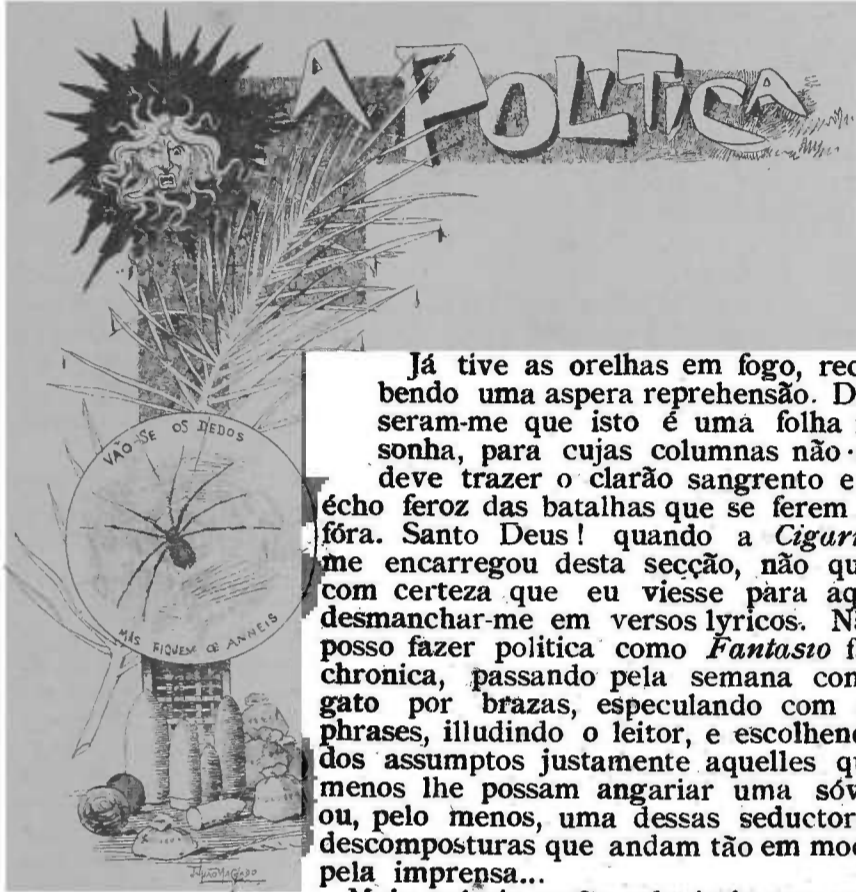 A POLITICA
VÃO-SE OS DEDOS
MAS FIQUEM OS ANNEIS
Já tive as orelhas em fogo, rec
bendo uma aspera reprehensão. D
seram-me que isto é uma folha
sonha, para cujas columnas não
deve trazer o clarão sangrento e
écho feroz das batalhas que se ferem
fóra. Santo Deus! quando a Cigarr
me encarregou desta secção, não qu
com certeza que eu viesse para aq
desmanchar-me em versos lyricos. N
posso fazer politica como Fantasio f
chronica, passando pela semana com
gato por brazas, especulando com
phrases, illudindo o leitor, e escolhend
dos assumptos justamente aquelles qu
menos lhe possam angariar uma sóv
ou, pelo menos, uma dessas seductor
descomposturas que andam tão em mod
pela imprensa...